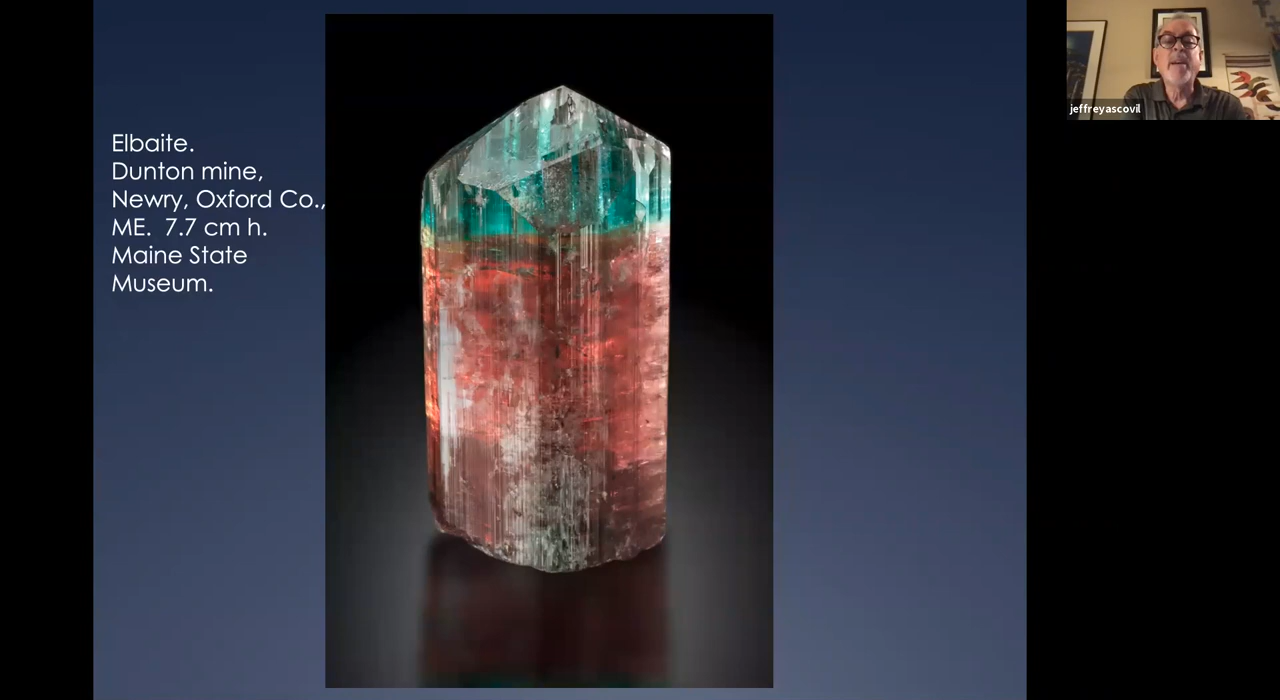 Elbaite.
Dunton mine,
Newry, Oxford Co.,
ME.  7.7 cm h.
Maine State
Museum.
jeffreyascovil